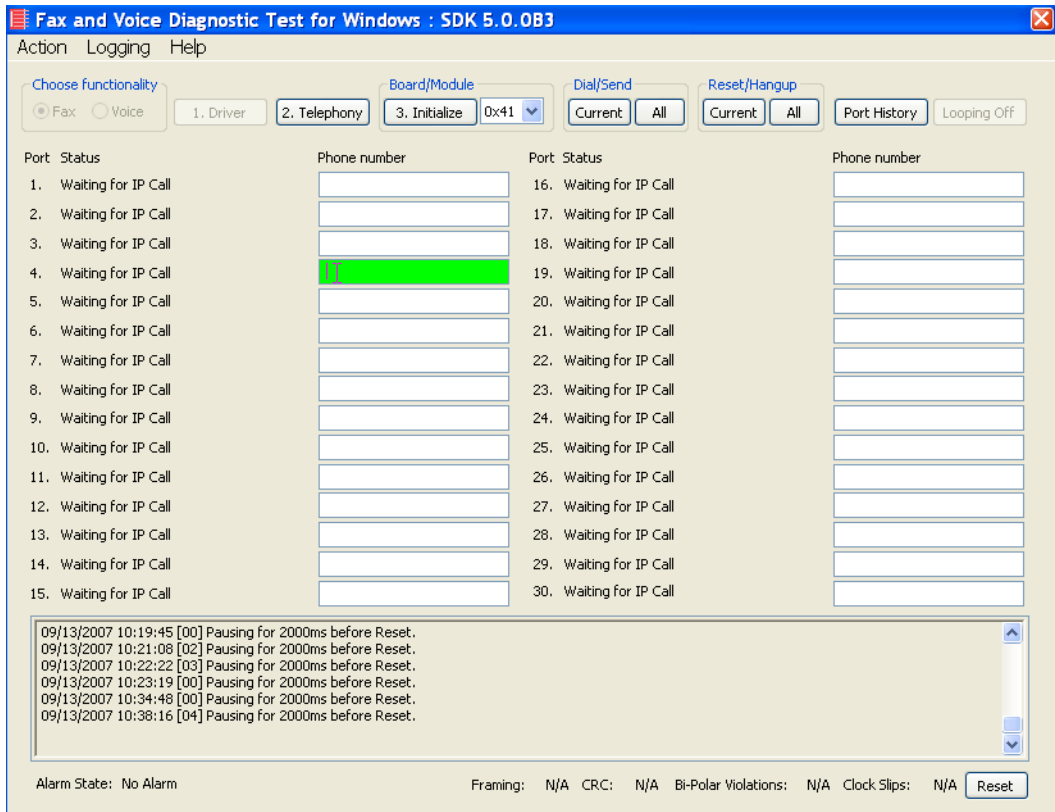 Fax and Voice Diagnostic Test for Windows : SDK 5.0.0B3
Action Logging Help
Choose functionality Board/Module Dial/Send Reset/Hangup
Fax Voice 1. Driver 2. Telephony 3. Initialize 0x41 Current All Current All Port History Looping Off
Port Status Phone number Port Status Phone number
1. Waiting for IP Call 16. Waiting for IP Call
2. Waiting for IP Call 17. Waiting for IP Call
3. Waiting for IP Call 18. Waiting for IP Call
4. Waiting for IP Call 19. Waiting for IP Call
5. Waiting for IP Call 20. Waiting for IP Call
6. Waiting for IP Call 21. Waiting for IP Call
7. Waiting for IP Call 22. Waiting for IP Call
8. Waiting for IP Call 23. Waiting for IP Call
9. Waiting for IP Call 24. Waiting for IP Call
10. Waiting for IP Call 25. Waiting for IP Call
11. Waiting for IP Call 26. Waiting for IP Call
12. Waiting for IP Call 27. Waiting for IP Call
13. Waiting for IP Call 28. Waiting for IP Call
14. Waiting for IP Call 29. Waiting for IP Call
15. Waiting for IP Call 30. Waiting for IP Call
09/13/2007 10:19:45 [00] Pausing for 2000ms before Reset.
09/13/2007 10:21:08 [02] Pausing for 2000ms before Reset.
09/13/2007 10:22:22 [03] Pausing for 2000ms before Reset.
09/13/2007 10:23:19 [00] Pausing for 2000ms before Reset.
09/13/2007 10:34:48 [00] Pausing for 2000ms before Reset.
09/13/2007 10:38:16 [04] Pausing for 2000ms before Reset.
Alarm State: No Alarm Framing: N/A CRC: N/A Bi-Polar Violations: N/A Clock Slips: N/A Reset